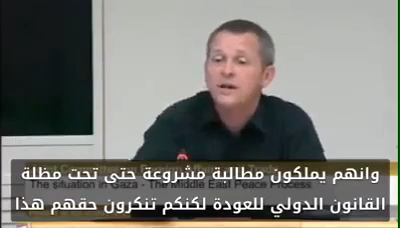 وانهم يملكون مطالبة مشروعة حتى تحت مظلة
The situation in Gaza - The Middle East Peace Process
القانون الدولي للعودة لكنكم تنكرون حقهم هذا